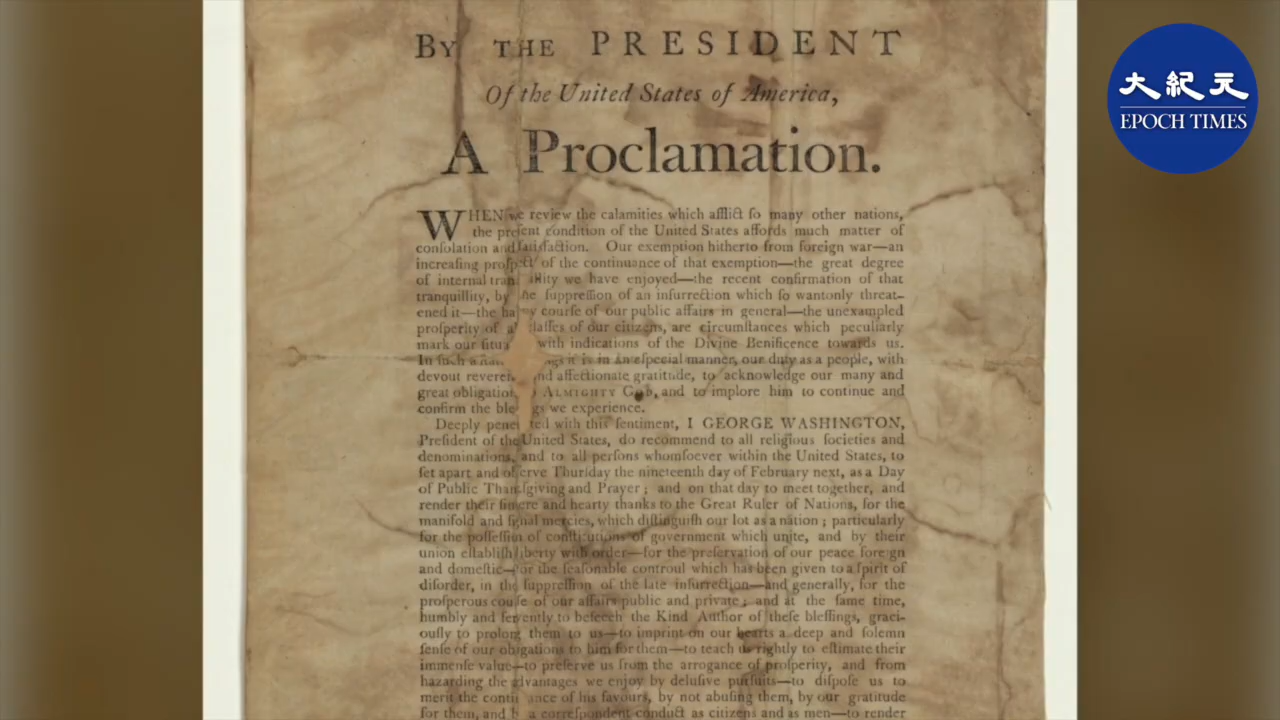 大紀元
EPOCH TIMES
BY THE PRESIDENT
Of the United States of America,
A Proclamation.
WHEN we review the calamities which afflict ſo many other nations,
the preſent condition of the United States affords much matter of
conſolation and ſatisfaction. Our exemption hitherto from foreign war—an
increaſing proſpect of the continuance of that exemption—the great degree
of internal we have enjoyed—the recent confirmation of that
tranquillity, by the ſuppreſſion of an inſurrection which ſo wantonly threat-
ened it—the courſe of our public affairs in general—the unexampled
proſperity of claſſes of our citizens, are circumſtances which peculiarly
mark our with indications of the Divine Benificence towards us.
In ſuch a it is in an eſpecial manner, our duty as a people, with
devout and affectionate gratitude, to acknowledge our many and
great ALMIGHTY GOD, and to implore him to continue and
confirm the we experience.
Deeply with this ſentiment, I GEORGE WASHINGTON,
Preſident of the United States, do recommend to all religious ſocieties and
denominations, and to all perſons whomſoever within the United States, to
ſet apart and obſerve Thurſday the nineteenth day of February next, as a Day
of Public Thankſgiving and Prayer; and on that day to meet together, and
render their ſincere and hearty thanks to the Great Ruler of Nations, for the
manifold and ſignal mercies, which diſtinguiſh our lot as a nation; particularly
for the poſſeſſion of conſtitutions of government which unite, and by their
union eſtabliſh liberty with order—for the preſervation of our peace foreign
and domeſtic—for the ſeaſonable controul which has been given to a ſpirit of
diſorder, in the ſuppreſſion of the late inſurrection—and generally, for the
proſperous courſe of our affairs public and private; and at the ſame time,
humbly and fervently to beſeech the Kind Author of theſe bleſſings, graci-
ouſly to prolong them to us—to imprint on our hearts a deep and ſolemn
ſenſe of our obligations to him for them—to teach us rightly to eſtimate their
immenſe value—to preſerve us from the arrogance of proſperity, and from
hazarding the advantages we enjoy by deluſive purſuits—to diſpoſe us to
merit the of his favours, by not abuſing them, by our gratitude
for them, and a correſpondent conduct as citizens and as men—to render